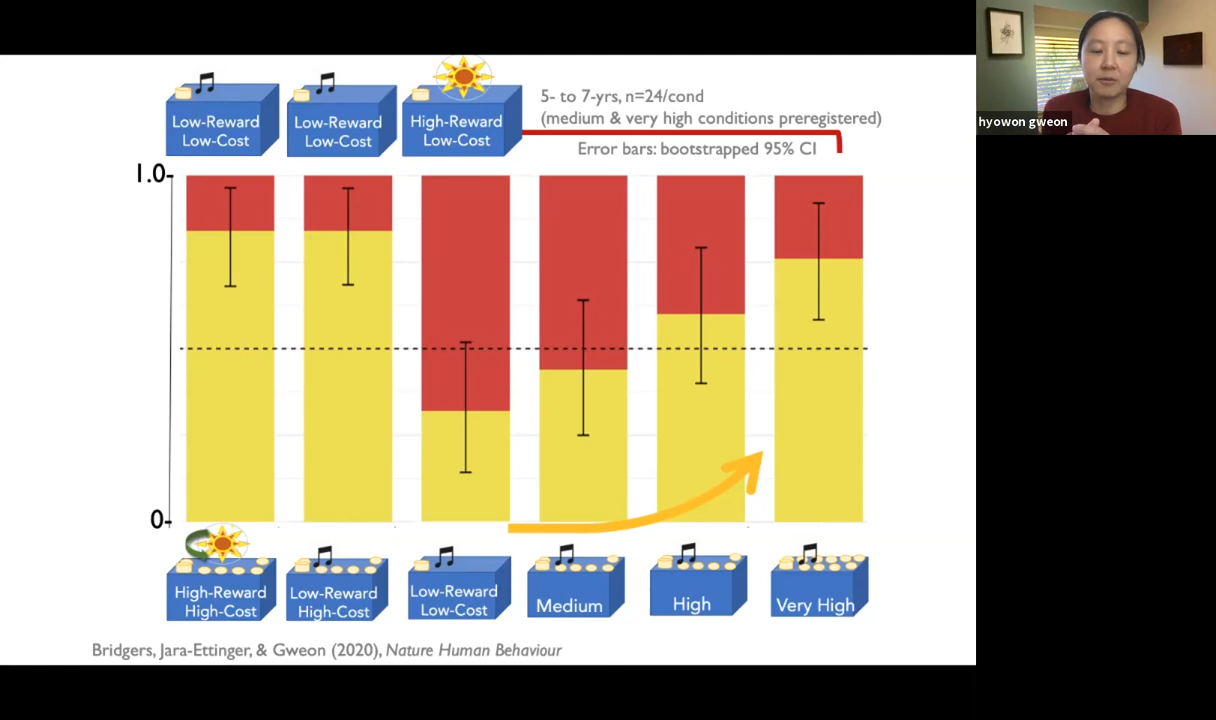 Low-Reward
Low-Cost
Low-Reward
Low-Cost
High-Reward
Low-Cost
5- to 7-yrs, n=24/cond
(medium & very high conditions preregistered)
Error bars: bootstrapped 95% CI
hyowon gweon
1.0
0
High-Reward
High-Cost
Low-Reward
High-Cost
Low-Reward
Low-Cost
Medium
High
Very High
Bridgers, Jara-Ettinger, & Gweon (2020), Nature Human Behaviour